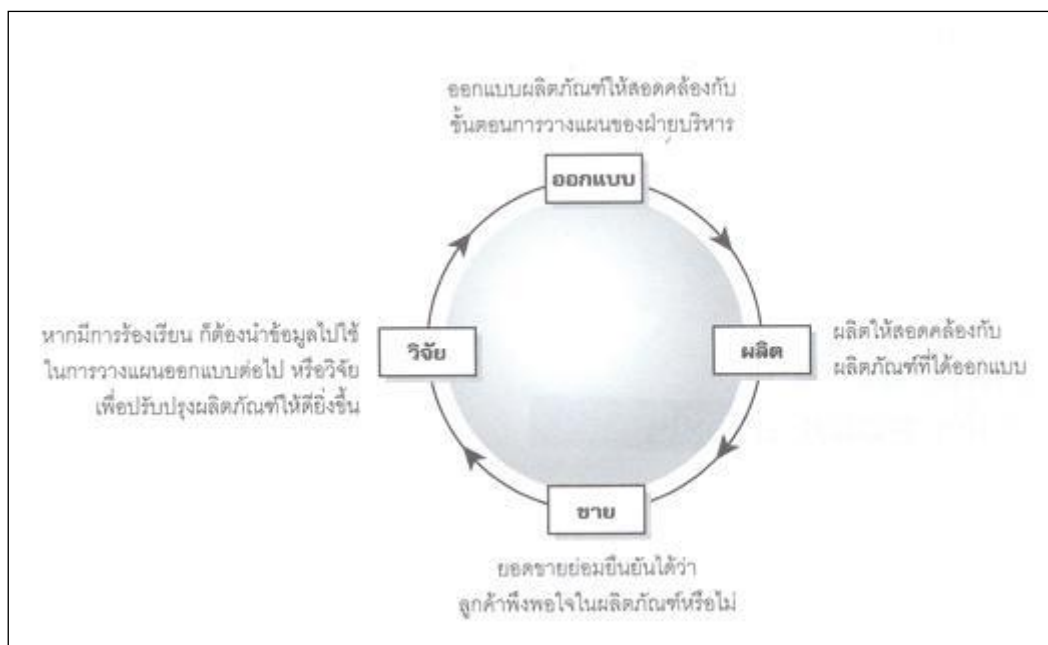 ออกแบบผลิตภัณฑ์ให้สอดคล้องกับ
ขั้นตอนการวางแผนของฝ่ายบริหาร
ออกแบบ
หากมีการร้องเรียน ก็ต้องนำข้อมูลไปใช้
ในการวางแผนออกแบบต่อไป หรือวิจัย
เพื่อปรับปรุงผลิตภัณฑ์ให้ดียิ่งขึ้น
วิจัย
ผลิต
ผลิตให้สอดคล้องกับ
ผลิตภัณฑ์ที่ได้ออกแบบ
ขาย
ยอดขายย่อมยืนยันได้ว่า
ลูกค้าพึงพอใจในผลิตภัณฑ์หรือไม่